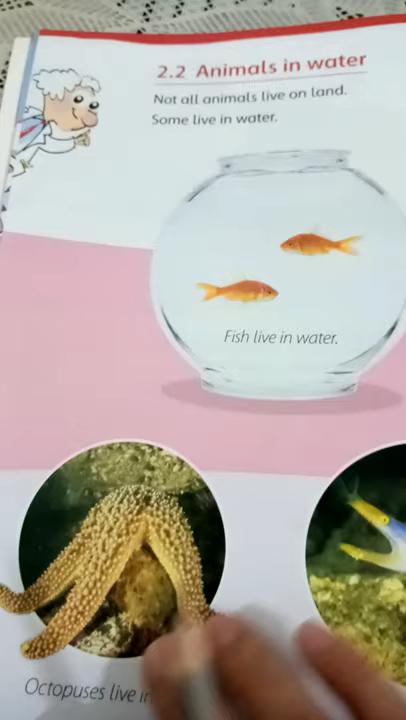 2.2 Animals in water
Not all animals live on land.
Some live in water.
Fish live in water.
Octopuses live